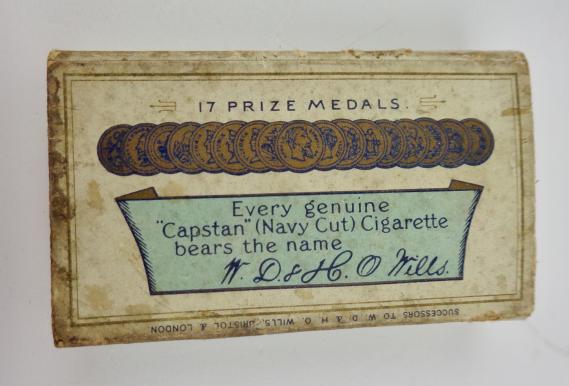 17 PRIZE MEDALS.
Every genuine
"Capstan" (Navy Cut) Cigarette
bears the name
W. D. & H. O Wills.
SUCCESSORS TO W. D. & H. O. WILLS, BRISTOL & LONDON